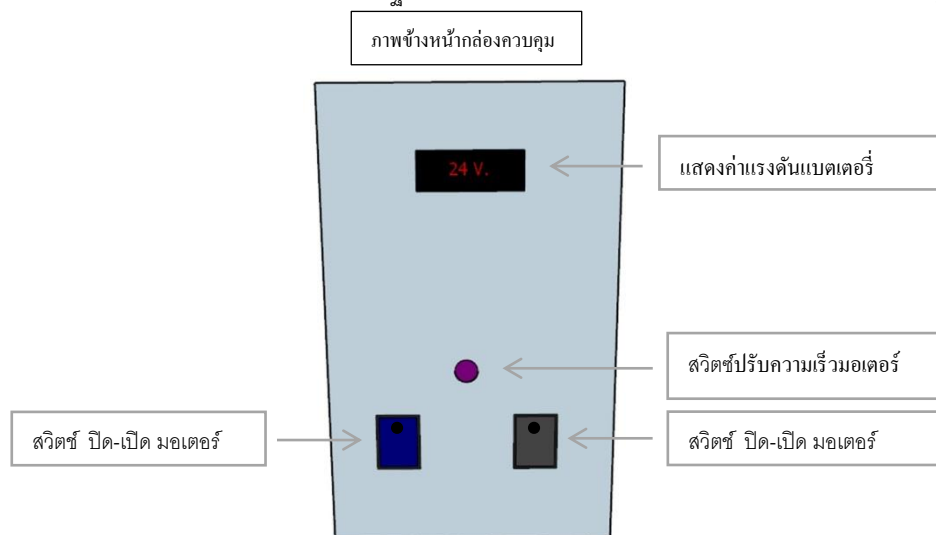 ภาพข้างหน้ากล่องควบคุม
24 V.
แสดงค่าแรงดันแบตเตอรี่
สวิตซ์ปรับความเร็วมอเตอร์
สวิตช์ ปิด-เปิด มอเตอร์
สวิตช์ ปิด-เปิด มอเตอร์